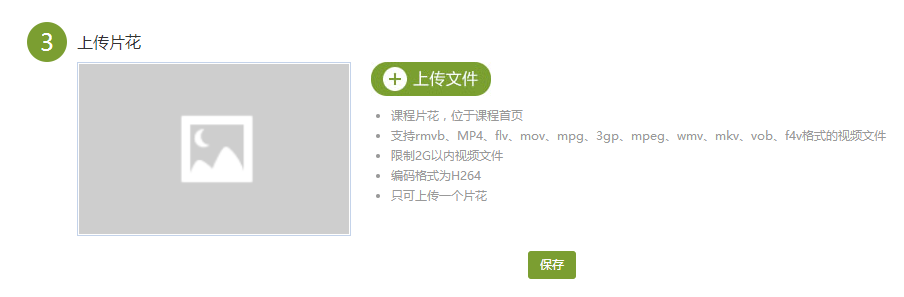 3 上传片花
上传文件
课程片花，位于课程首页
支持rmvb、MP4、flv、mov、mpg、3gp、mpeg、wmv、mkv、vob、f4v格式的视频文件
限制2G以内视频文件
编码格式为H264
只可上传一个片花
保存